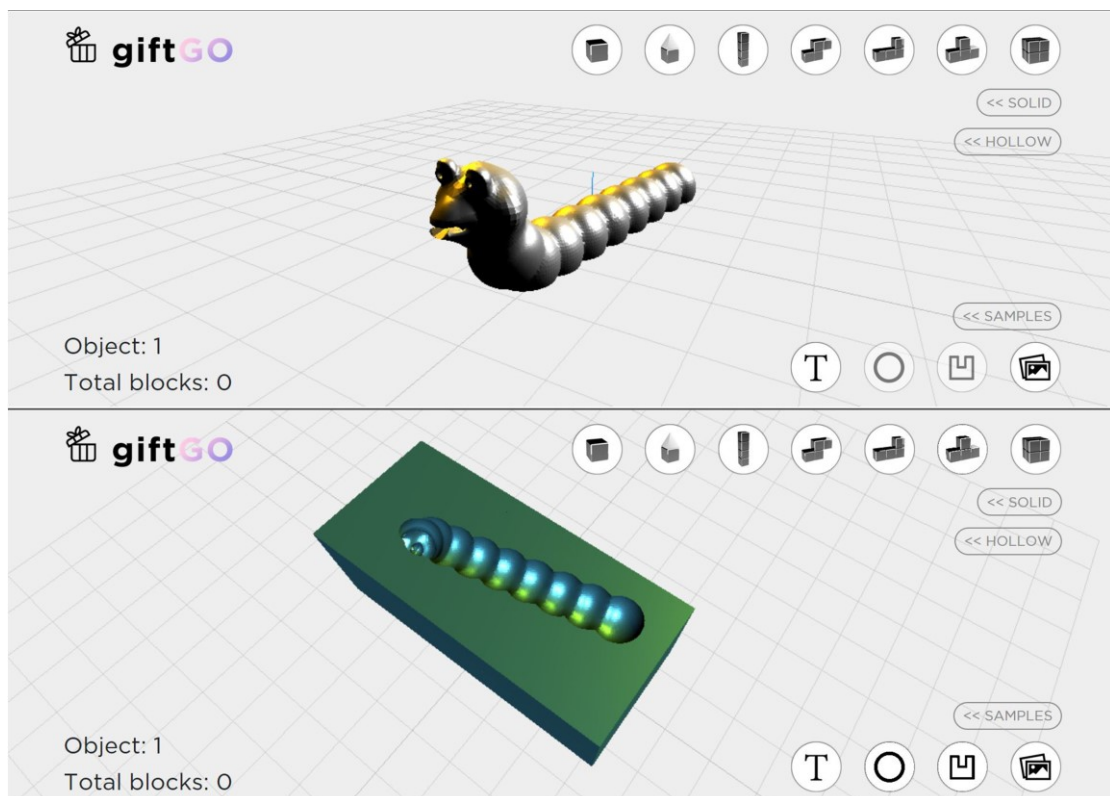 giftGO
<< SOLID
<< HOLLOW
<< SAMPLES
Object: 1
T
Total blocks: 0
giftGO
<< SOLID
<< HOLLOW
<< SAMPLES
Object: 1
T
Total blocks: 0